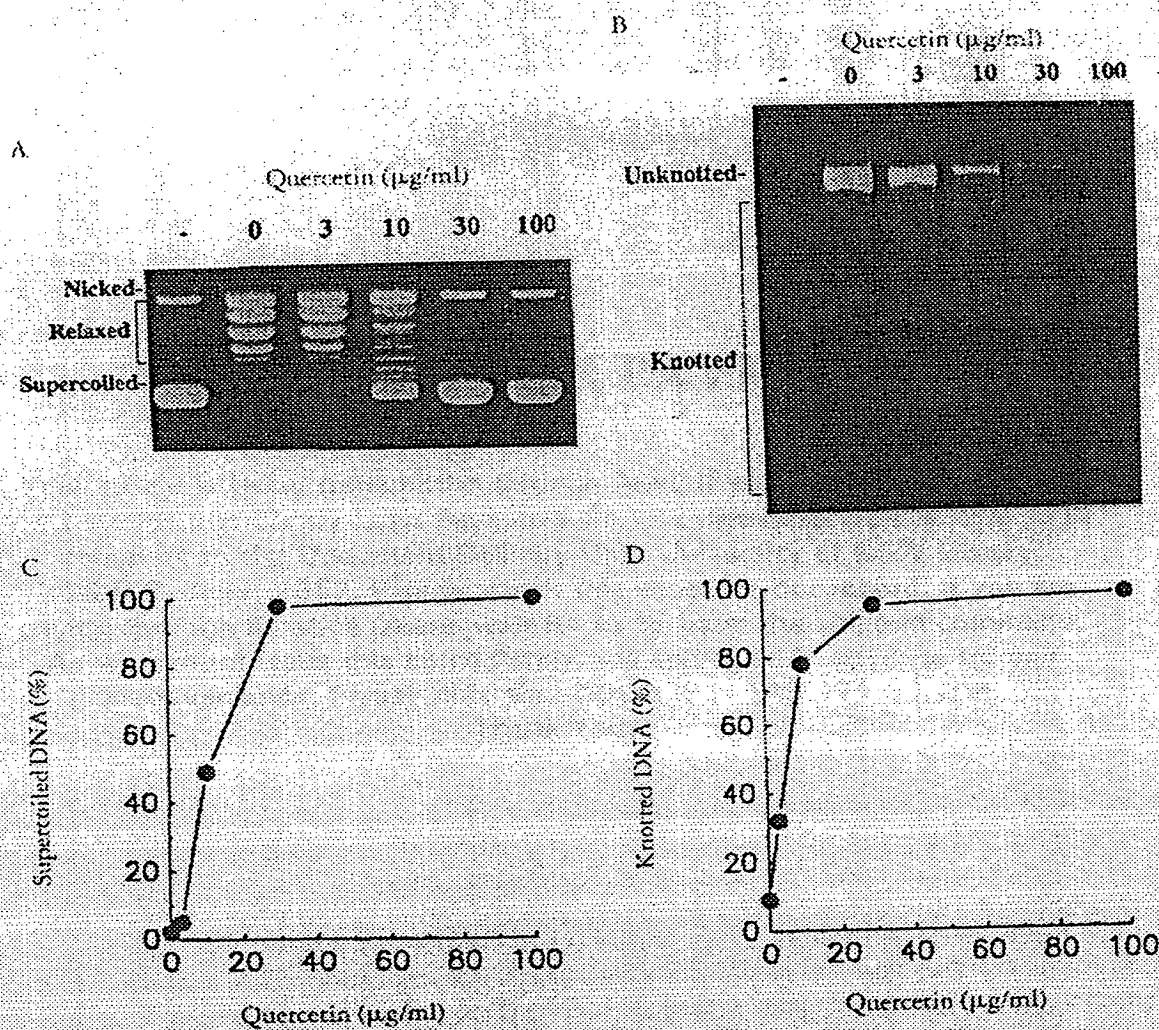 A
Quercetin (µg/ml)
- 0 3 10 30 100
Nicked-
Relaxed
Supercoiled-
B
Quercetin (µg/ml)
- 0 3 10 30 100
Unknotted-
Knotted
C
Supercoiled DNA (%)
100
80
60
40
20
0
0 20 40 60 80 100
Quercetin (µg/ml)
D
Knotted DNA (%)
100
80
60
40
20
0
0 20 40 60 80 100
Quercetin (µg/ml)